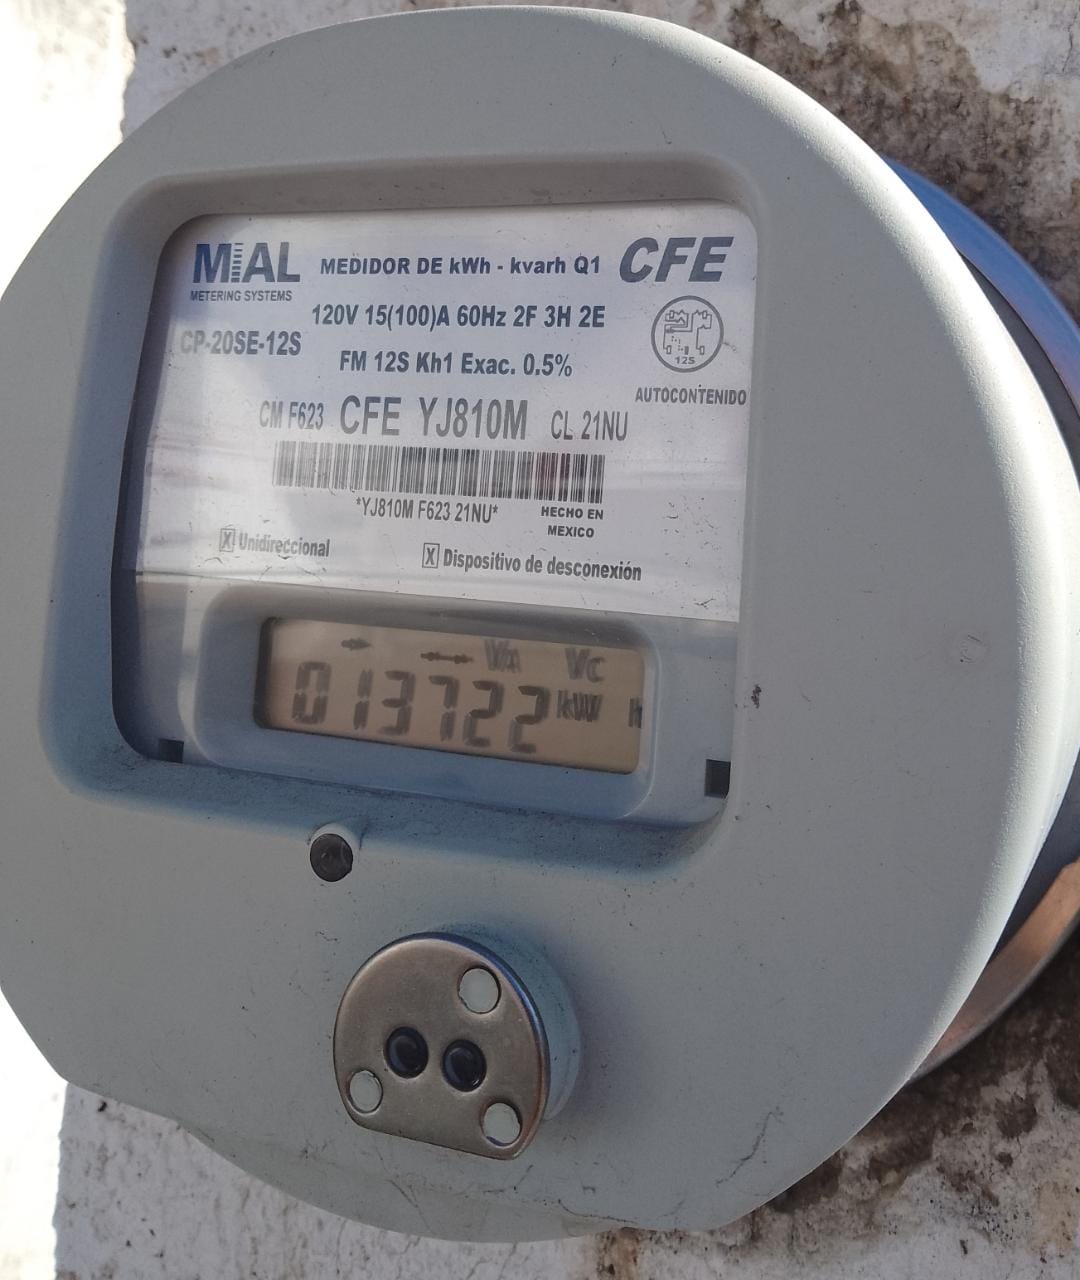 MIAL
METERING SYSTEMS
MEDIDOR DE kWh - kvarh Q1
CFE
120V 15(100)A 60Hz 2F 3H 2E
CP-20SE-12S
FM 12S Kh1 Exac. 0.5%
12S
AUTOCONTENIDO
CM F623 CFE YJ810M CL 21NU
*YJ810M F623 21NU*
HECHO EN
MEXICO
X Unidireccional
X Dispositivo de desconexión
VA VC
013722 kW h